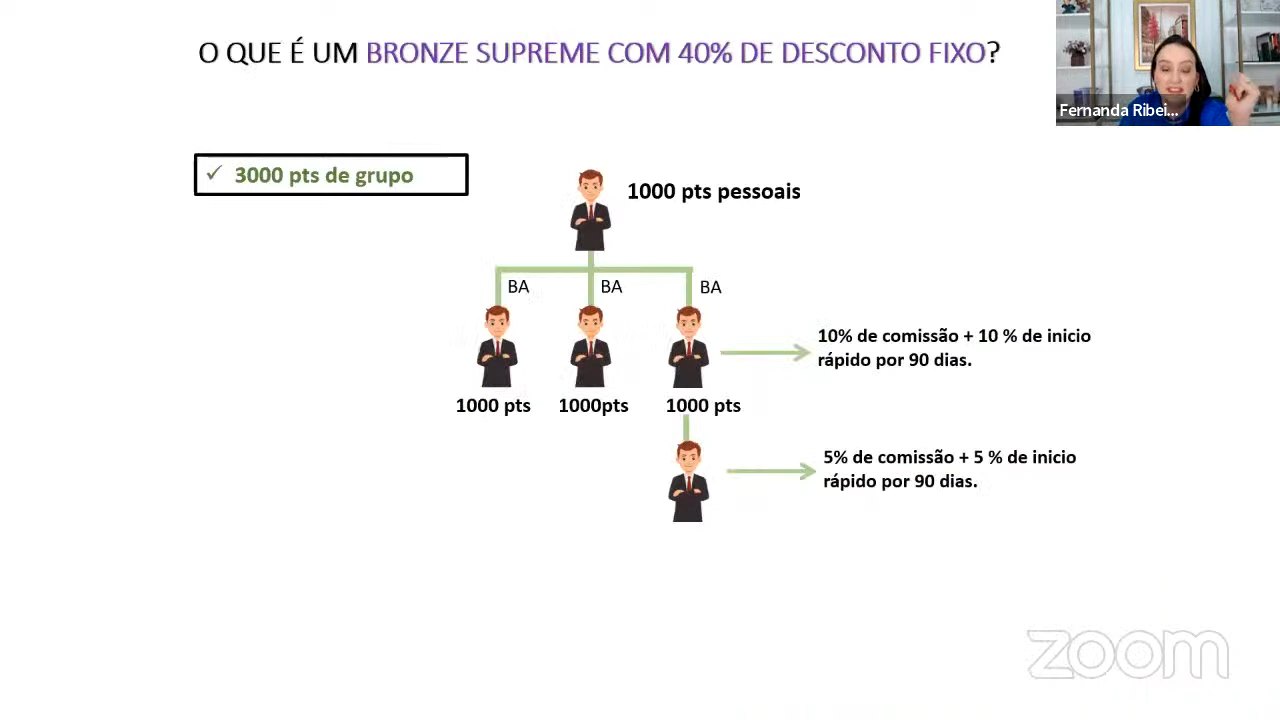 O QUE É UM BRONZE SUPREME COM 40% DE DESCONTO FIXO?
Fernanda Ribei...
✓ 3000 pts de grupo
1000 pts pessoais
BA
BA
BA
10% de comissão + 10 % de inicio
rápido por 90 dias.
1000 pts
1000pts
1000 pts
5% de comissão + 5 % de inicio
rápido por 90 dias.
zoom